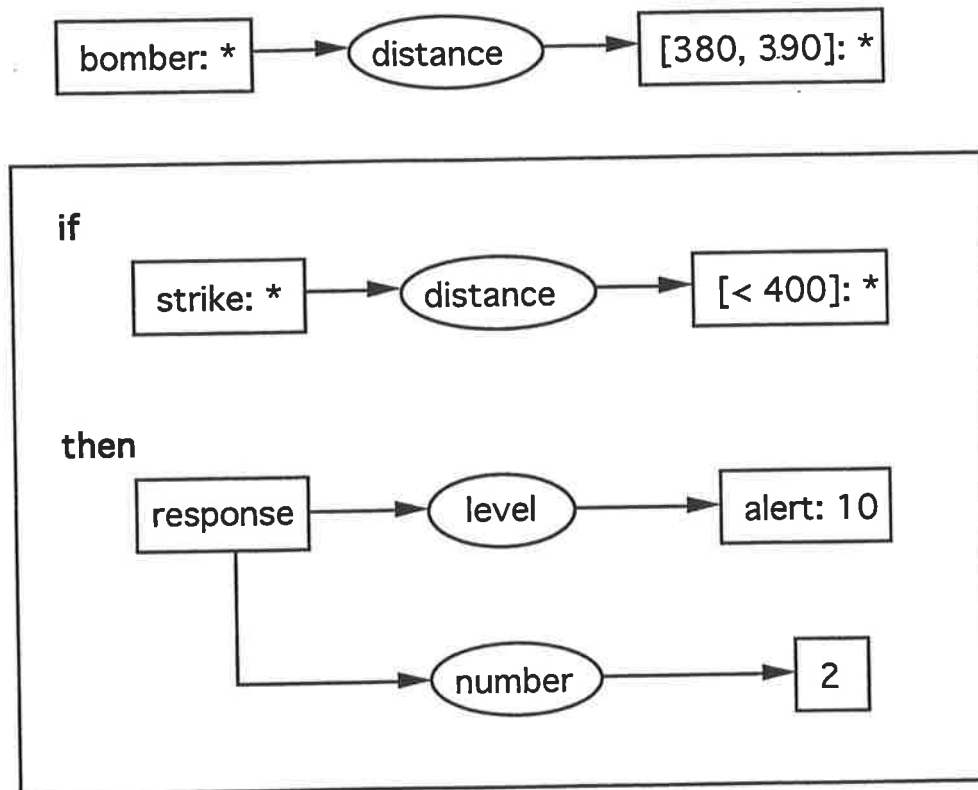 bomber: * distance [380, 390]: *
if
strike: * distance [< 400]: *
then
response level alert: 10
number 2